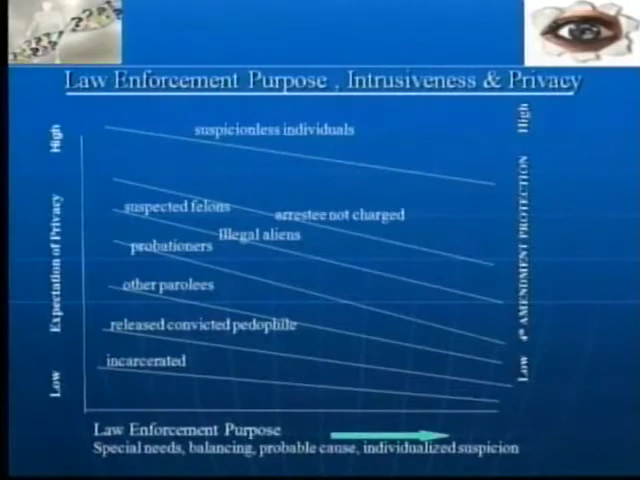 Law Enforcement Purpose , Intrusiveness & Privacy
High
suspicionless individuals
High
suspected felons
arrestee not charged
Illegal aliens
probationers
Expectation of Privacy
4th AMENDMENT PROTECTION
other parolees
released convicted pedophile
incarcerated
Low
Low
Law Enforcement Purpose
Special needs, balancing, probable cause, individualized suspicion